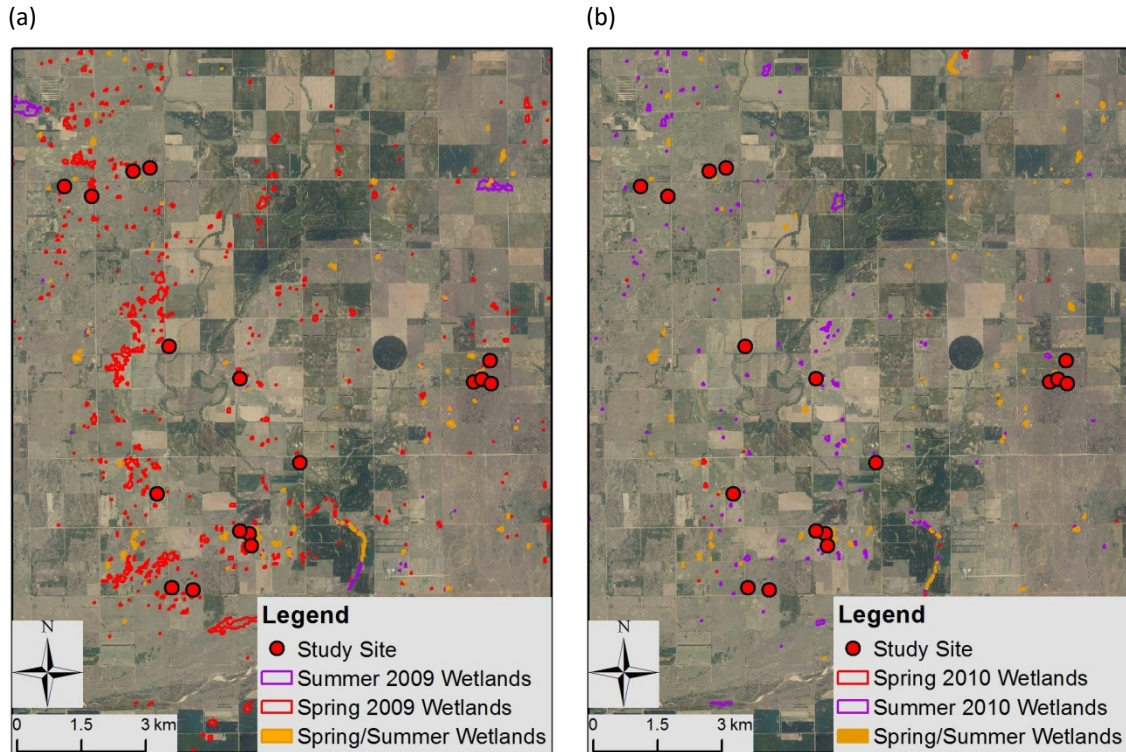 (a)
(b)
Legend
Study Site
Summer 2009 Wetlands
Spring 2009 Wetlands
Spring/Summer Wetlands
N
0 1.5 3 km
Legend
Study Site
Spring 2010 Wetlands
Summer 2010 Wetlands
Spring/Summer Wetlands
N
0 1.5 3 km